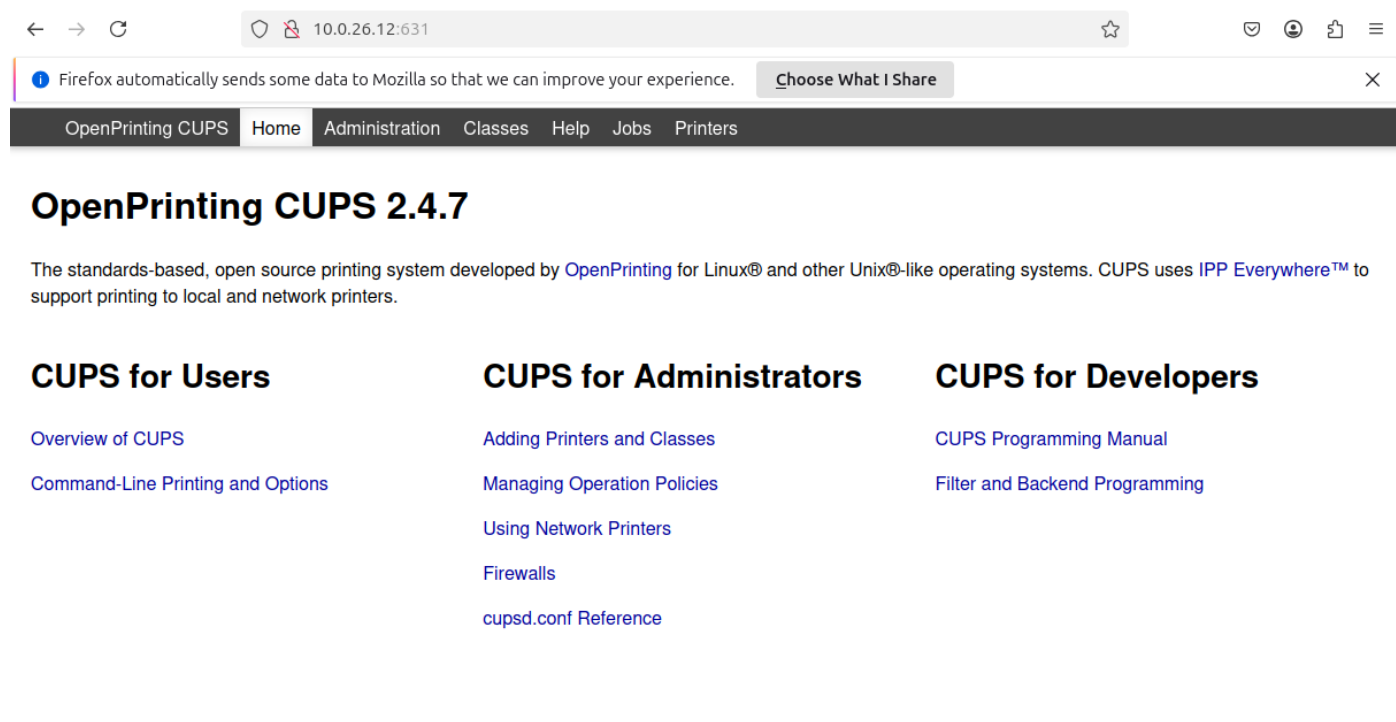 10.0.26.12:631
Firefox automatically sends some data to Mozilla so that we can improve your experience. Choose What I Share
OpenPrinting CUPS Home Administration Classes Help Jobs Printers
OpenPrinting CUPS 2.4.7
The standards-based, open source printing system developed by OpenPrinting for Linux® and other Unix®-like operating systems. CUPS uses IPP Everywhere™ to
support printing to local and network printers.
CUPS for Users
Overview of CUPS
Command-Line Printing and Options
CUPS for Administrators
Adding Printers and Classes
Managing Operation Policies
Using Network Printers
Firewalls
cupsd.conf Reference
CUPS for Developers
CUPS Programming Manual
Filter and Backend Programming